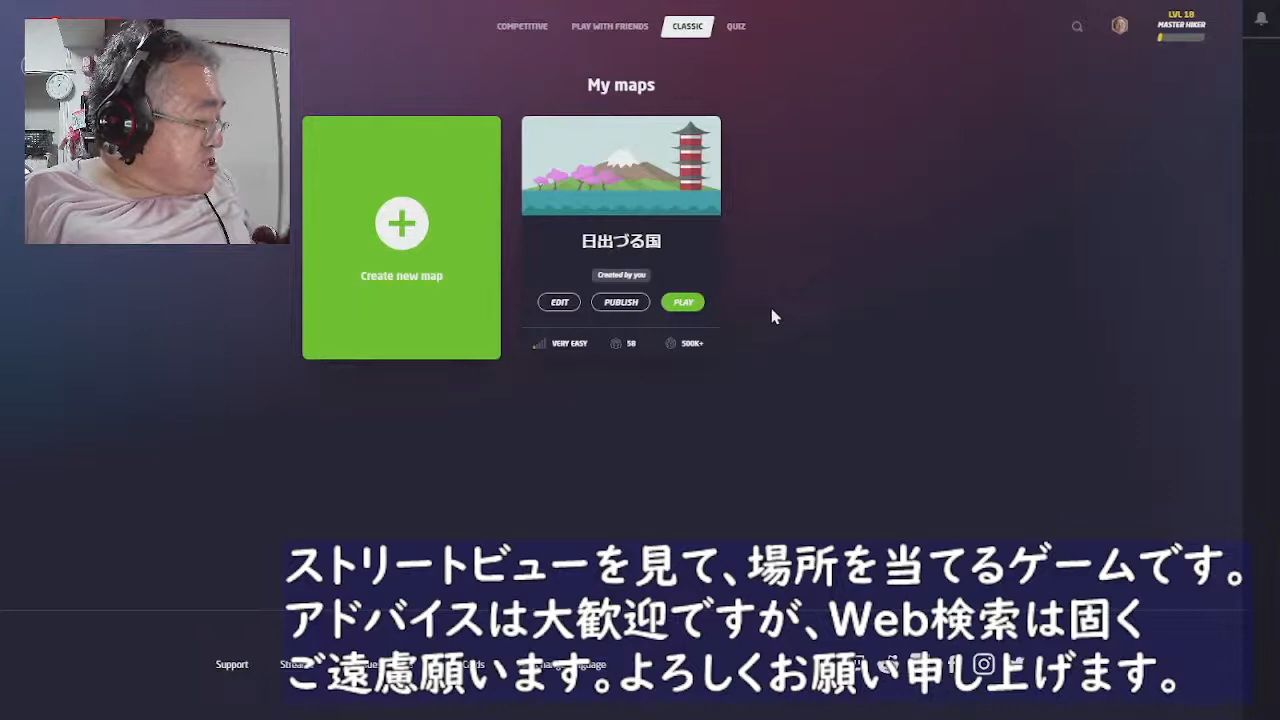 COMPETITIVE
PLAY WITH FRIENDS
CLASSIC
QUIZ
LVL 18
MASTER HIKER
My maps
Create new map
日出づる国
Created by you
EDIT
PUBLISH
PLAY
VERY EASY
58
500K+
ストリートビューを見て、場所を当てるゲームです。
アドバイスは大歓迎ですが、Web検索は固く
ご遠慮願います。よろしくお願い申し上げます。
Support